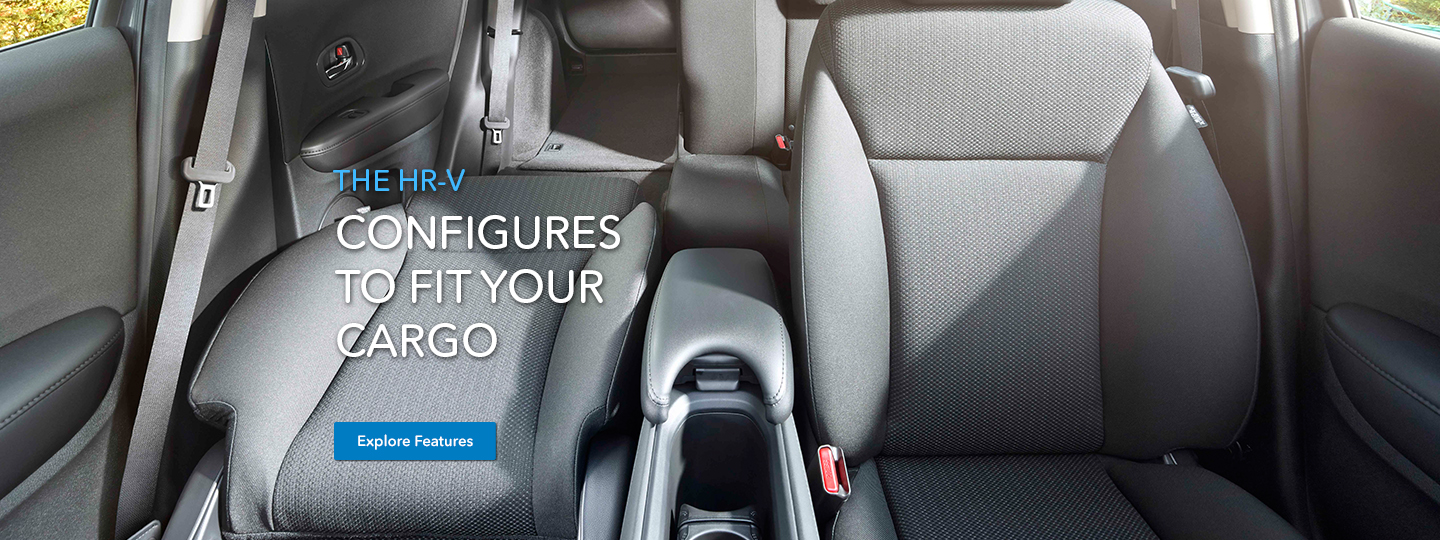 THE HR-V
CONFIGURES
TO FIT YOUR
CARGO
Explore Features